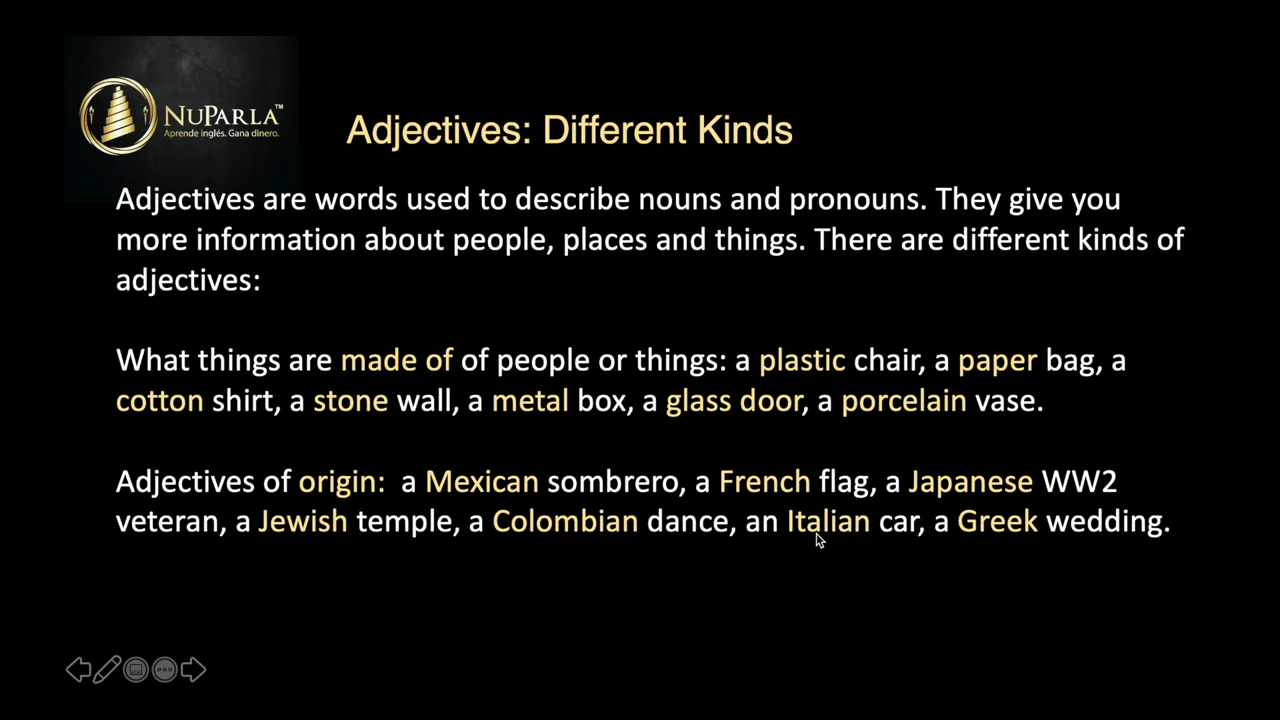 NUPARLA™
Aprende inglés. Gana dinero.
Adjectives: Different Kinds
Adjectives are words used to describe nouns and pronouns. They give you
more information about people, places and things. There are different kinds of
adjectives:
What things are made of of people or things: a plastic chair, a paper bag, a
cotton shirt, a stone wall, a metal box, a glass door, a porcelain vase.
Adjectives of origin:  a Mexican sombrero, a French flag, a Japanese WW2
veteran, a Jewish temple, a Colombian dance, an Italian car, a Greek wedding.